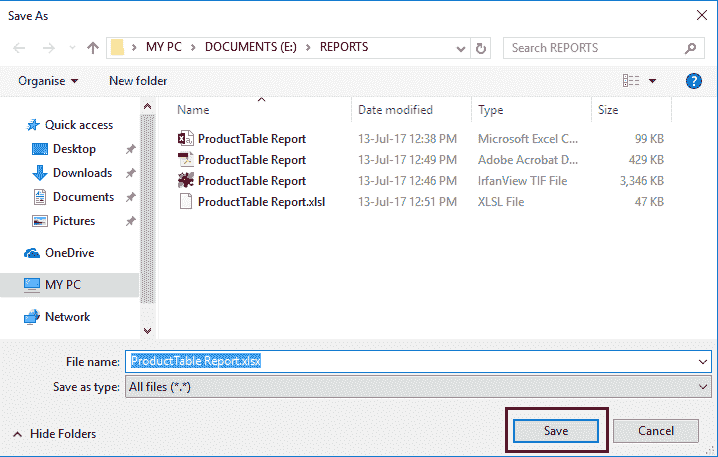 Save As
MY PC > DOCUMENTS (E:) > REPORTS
Search REPORTS
Organise New folder ?
Name Date modified Type Size
Quick access
Desktop
Downloads
Documents
Pictures
OneDrive
MY PC
Network
ProductTable Report 13-Jul-17 12:38 PM Microsoft Excel C... 99 KB
ProductTable Report 13-Jul-17 12:49 PM Adobe Acrobat D... 429 KB
ProductTable Report 13-Jul-17 12:46 PM IrfanView TIF File 3,346 KB
ProductTable Report.xlsl 13-Jul-17 12:51 PM XLSL File 47 KB
File name: ProductTable Report.xlsx
Save as type: All files (*.*)
Hide Folders Save Cancel